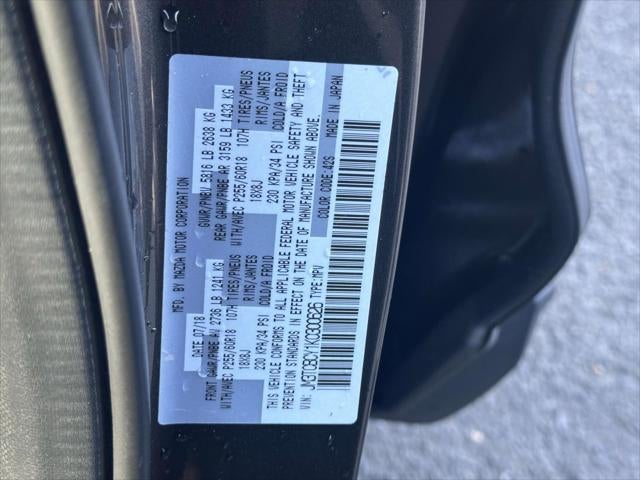 MFD. BY MAZDA MOTOR CORPORATION
DATE: 07/18 GVWR/PNBV 5816 LB 2638 KG
FRONT GAWR/PNBE AV 2736 LB 1241 KG REAR GAWR/PNBE AR 3159 LB 1433 KG
WITH/AVEC P255/60R18 107H TIRES/PNEUS WITH/AVEC P255/60R18 107H TIRES/PNEUS
18X8J RIMS/JANTES 18X8J RIMS/JANTES
230 KPA/34 PSI COLD/A FROID 230 KPA/34 PSI COLD/A FROID
THIS VEHICLE CONFORMS TO ALL APPLICABLE FEDERAL MOTOR VEHICLE SAFETY AND THEFT
PREVENTION STANDARDS IN EFFECT ON THE DATE OF MANUFACTURE SHOWN ABOVE.
VIN: JM3TCBCY1K0300626 TYPE:MPV COLOR CODE:42S MADE IN JAPAN